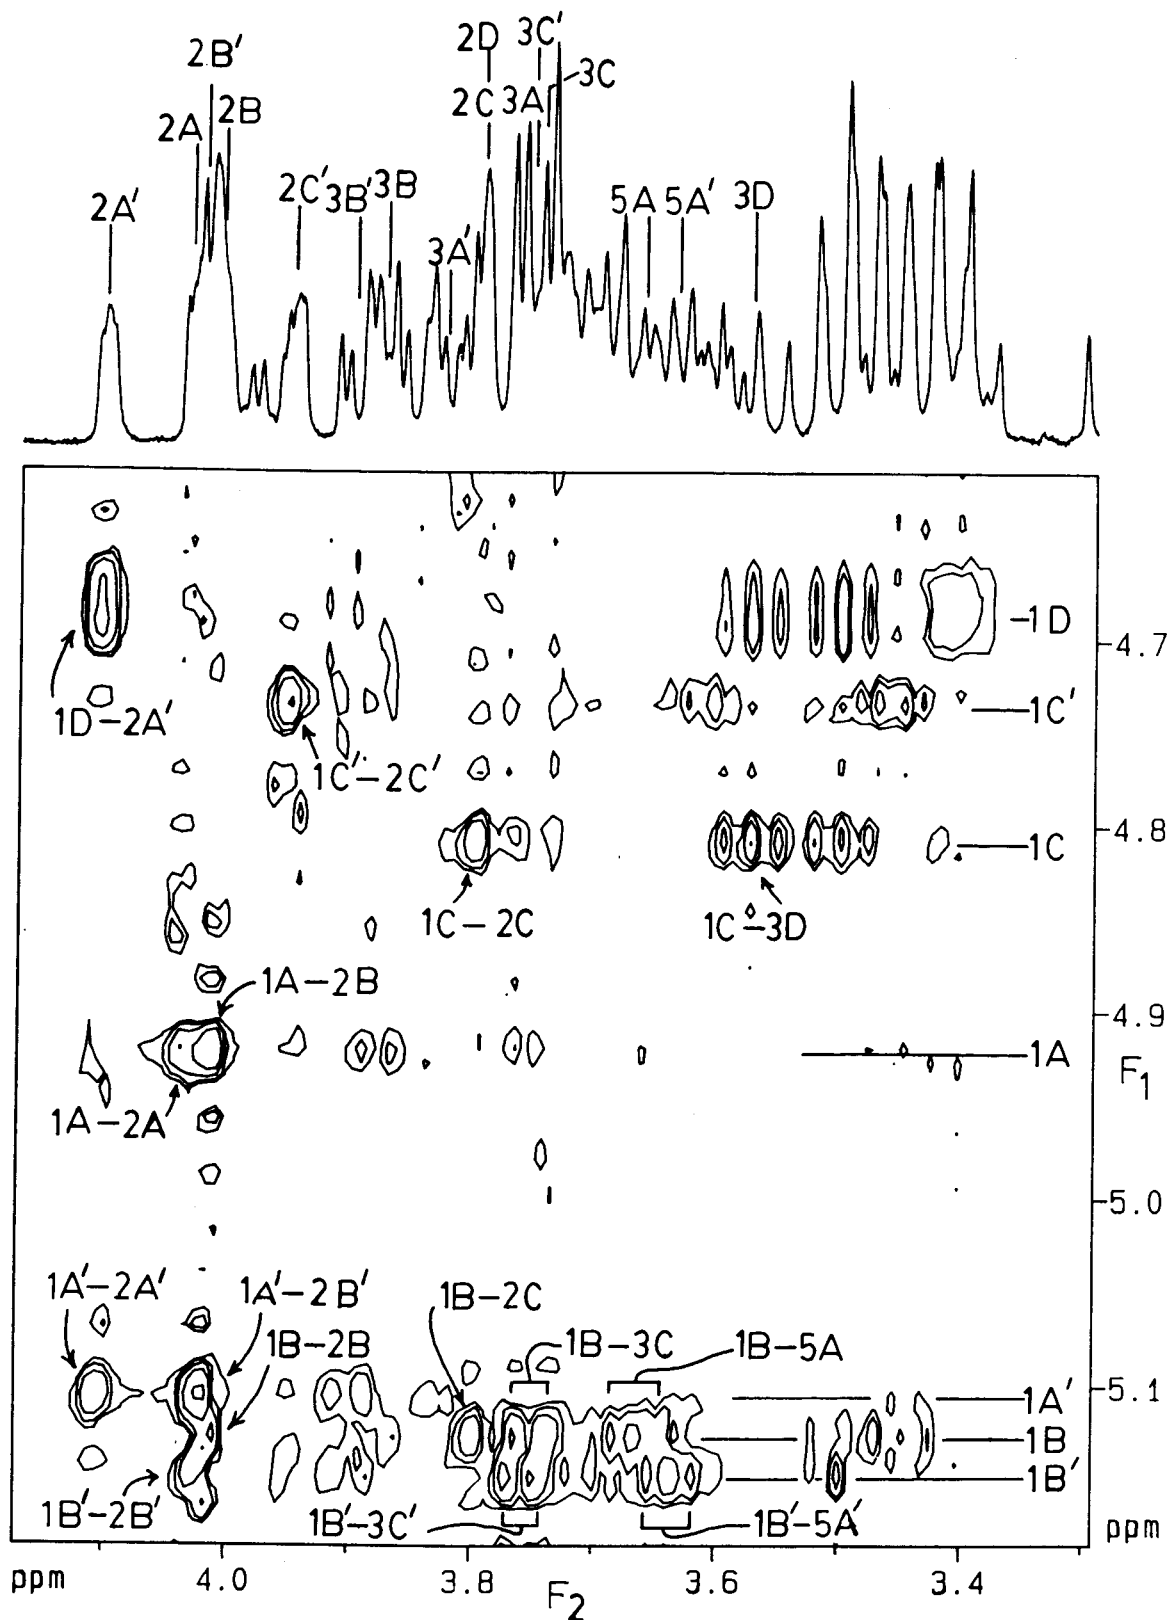 2D 3C′
2B′
3C
2A 2B
2C 3A
2C′ 3B′ 3B
2A′
5A 5A′ 3D
3A′
1D
4.7
1D-2A′
1C′
1C′-2C′
4.8
1C
1C-2C
1C-3D
1A-2B
4.9
1A
F1
1A-2A
5.0
1A′-2A′
1A′-2B′
1B-2C
1B-2B
1B-3C
1B-5A
5.1
1A′
1B
1B′
1B′-2B′
1B′-3C′
1B′-5A′
ppm
ppm 4.0 3.8 3.6 3.4
F2